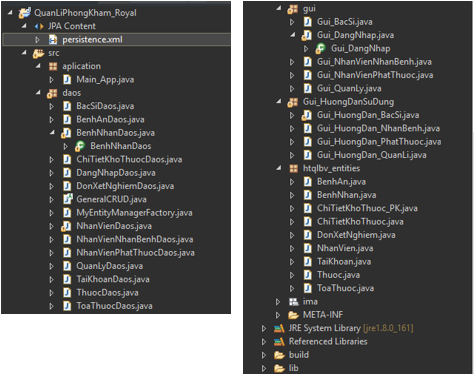 QuanLiPhongKham_Royal
JPA Content
persistence.xml
src
aplication
Main_App.java
daos
BacSiDaos.java
BenhAnDaos.java
BenhNhanDaos.java
BenhNhanDaos
ChiTietKhoThuocDaos.java
DangNhapDaos.java
DonXetNghiemDaos.java
GeneralCRUD.java
MyEntityManagerFactory.java
NhanVienDaos.java
NhanVienNhanBenhDaos.java
NhanVienPhatThuocDaos.java
QuanLyDaos.java
TaiKhoanDaos.java
ThuocDaos.java
ToaThuocDaos.java
gui
Gui_BacSi.java
Gui_DangNhap.java
Gui_DangNhap
Gui_NhanVienNhanBenh.java
Gui_NhanVienPhatThuoc.java
Gui_QuanLy.java
Gui_HuongDanSuDung
Gui_HuongDan_BacSi.java
Gui_HuongDan_NhanBenh.java
Gui_HuongDan_PhatThuoc.java
Gui_HuongDan_QuanLi.java
htqlbv_entities
BenhAn.java
BenhNhan.java
ChiTietKhoThuoc_PK.java
ChiTietKhoThuoc.java
DonXetNghiem.java
NhanVien.java
TaiKhoan.java
Thuoc.java
ToaThuoc.java
ima
META-INF
JRE System Library [jre1.8.0_161]
Referenced Libraries
build
lib